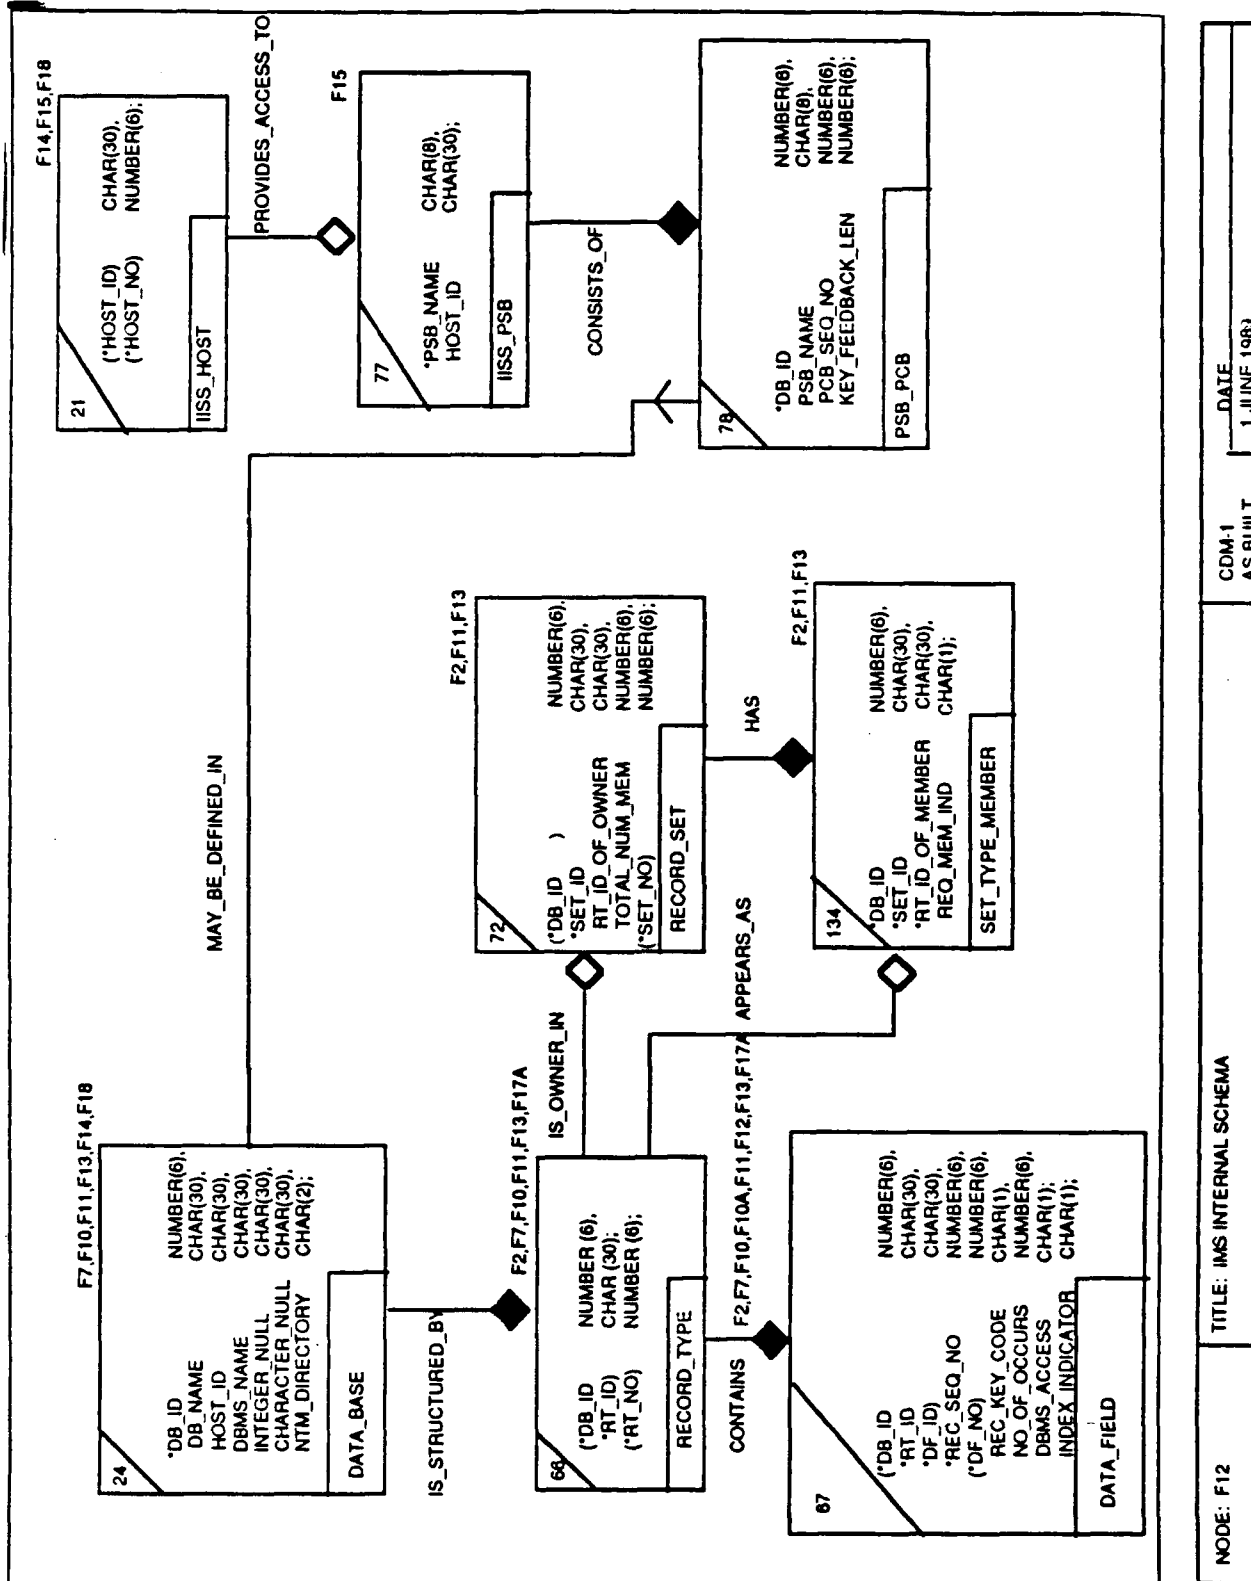 F7,F10,F11,F13,F14,F18
24
*DB_ID NUMBER(6),
DB_NAME CHAR(30),
HOST_ID CHAR(30),
DBMS_NAME CHAR(30),
INTEGER_NULL CHAR(30),
CHARACTER_NULL CHAR(30),
NTM_DIRECTORY CHAR(2);
DATA_BASE
MAY_BE_DEFINED_IN
F14,F15,F18
21
(*HOST_ID) CHAR(30),
(*HOST_NO) NUMBER(6);
IISS_HOST
PROVIDES_ACCESS_TO
F15
77
*PSB_NAME CHAR(8),
HOST_ID CHAR(30);
IISS_PSB
CONSISTS_OF
78
*DB_ID NUMBER(6),
PSB_NAME CHAR(8),
PCB_SEQ_NO NUMBER(6),
KEY_FEEDBACK_LEN NUMBER(6);
PSB_PCB
IS_STRUCTURED_BY
F2,F7,F10,F11,F13,F17A
66
(*DB_ID NUMBER (6),
*RT_ID) CHAR (30);
(*RT_NO) NUMBER (6);
RECORD_TYPE
IS_OWNER_IN
F2,F11,F13
72
(*DB_ID ) NUMBER(6),
*SET_ID CHAR(30),
RT_ID_OF_OWNER CHAR(30),
TOTAL_NUM_MEM NUMBER(6),
(*SET_NO) NUMBER(6);
RECORD_SET
HAS
F2,F11,F13
134
*DB_ID NUMBER(6),
*SET_ID CHAR(30),
*RT_ID_OF_MEMBER CHAR(30),
REQ_MEM_IND CHAR(1);
SET_TYPE_MEMBER
APPEARS_AS
CONTAINS
F2,F7,F10,F10A,F11,F12,F13,F17A
67
(*DB_ID NUMBER(6),
*RT_ID CHAR(30),
*DF_ID) CHAR(30),
*REC_SEQ_NO NUMBER(6),
(*DF_NO) NUMBER(6),
REC_KEY_CODE CHAR(1),
NO_OF_OCCURS NUMBER(6),
DBMS_ACCESS CHAR(1);
INDEX_INDICATOR CHAR(1);
DATA_FIELD
NODE: F12
TITLE: IMS INTERNAL SCHEMA
CDM-1
AS BUILT
DATE
1 JUNE